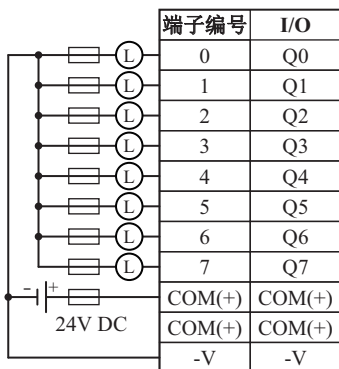 端子编号 I/O
L 0 Q0
L 1 Q1
L 2 Q2
L 3 Q3
L 4 Q4
L 5 Q5
L 6 Q6
L 7 Q7
- + COM(+) COM(+)
24V DC COM(+) COM(+)
-V -V